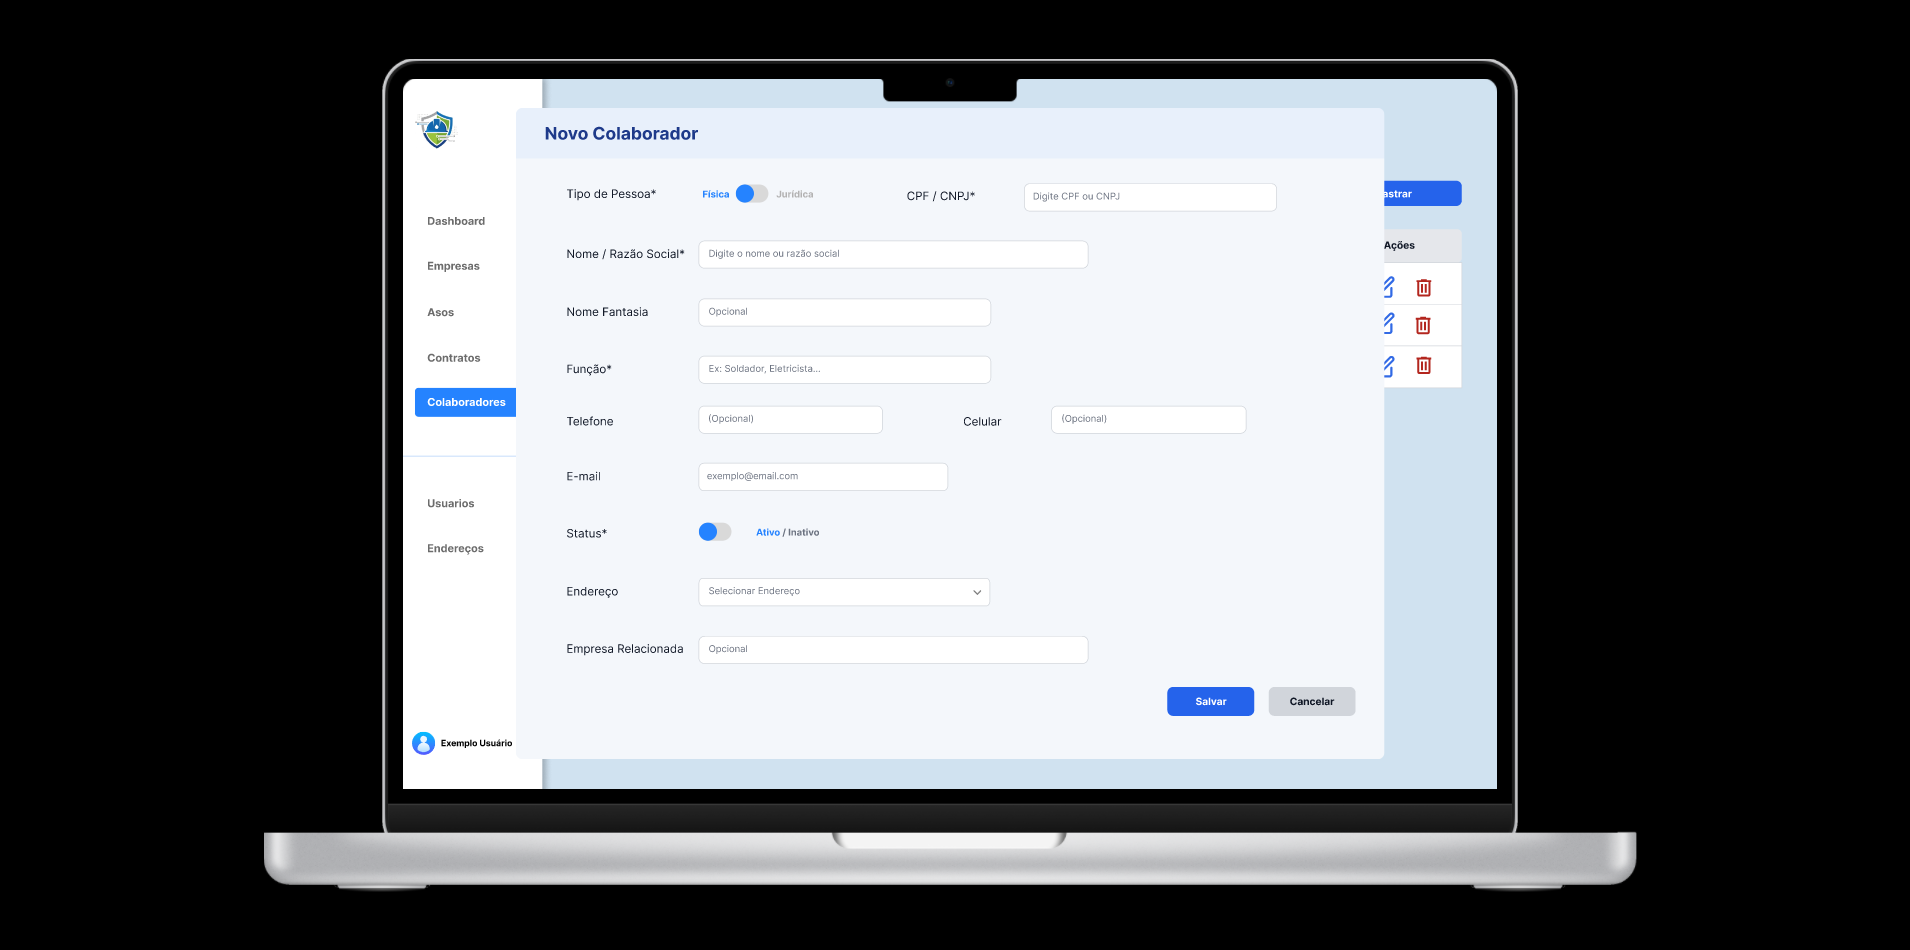 Novo Colaborador
Tipo de Pessoa*
Física
Jurídica
CPF / CNPJ*
Digite CPF ou CNPJ
Nome / Razão Social*
Digite o nome ou razão social
Nome Fantasia
Opcional
Função*
Ex: Soldador, Eletricista...
Telefone
(Opcional)
Celular
(Opcional)
E-mail
exemplo@email.com
Status*
Ativo / Inativo
Endereço
Selecionar Endereço
Empresa Relacionada
Opcional
Salvar
Cancelar
Dashboard
Empresas
Asos
Contratos
Colaboradores
Usuarios
Endereços
Exemplo Usuário
astrar
Ações